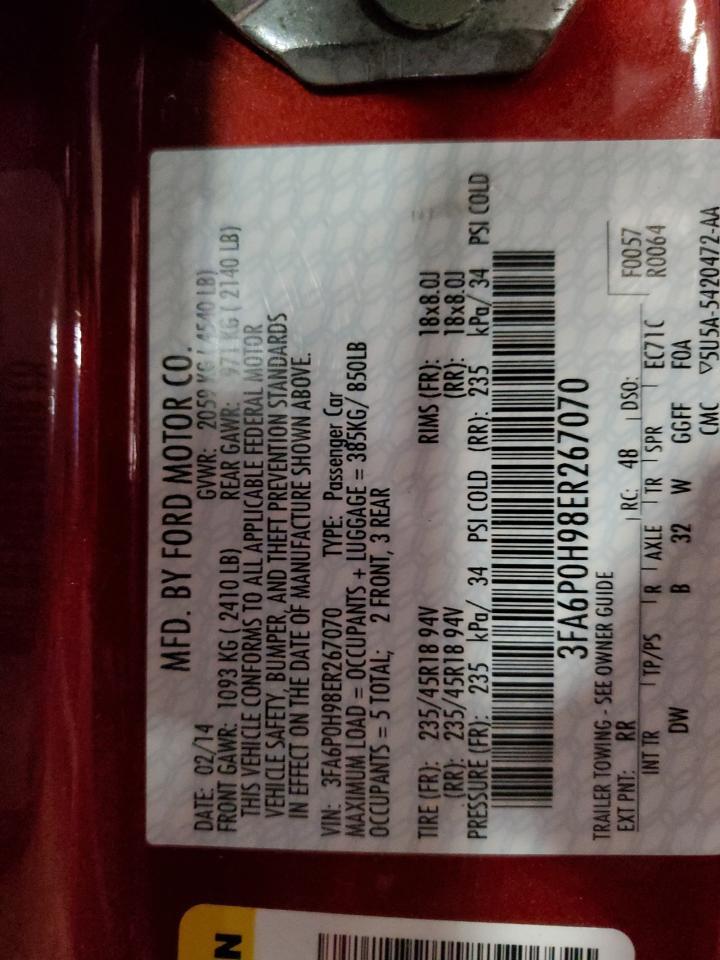 MFD. BY FORD MOTOR CO.
DATE: 02/14 GVWR: 2059 KG ( 4540 LB)
FRONT GAWR: 1093 KG ( 2410 LB) REAR GAWR: 971 KG ( 2140 LB)
THIS VEHICLE CONFORMS TO ALL APPLICABLE FEDERAL MOTOR
VEHICLE SAFETY, BUMPER, AND THEFT PREVENTION STANDARDS
IN EFFECT ON THE DATE OF MANUFACTURE SHOWN ABOVE.
VIN: 3FA6P0H98ER267070 TYPE: Passenger Car
MAXIMUM LOAD = OCCUPANTS + LUGGAGE = 385KG/ 850LB
OCCUPANTS = 5 TOTAL; 2 FRONT, 3 REAR
TIRE (FR): 235/45R18 94V RIMS (FR): 18x8.0J
(RR): 235/45R18 94V (RR): 18x8.0J
PRESSURE (FR): 235 kPa/ 34 PSI COLD (RR): 235 kPa/ 34 PSI COLD
3FA6P0H98ER267070
TRAILER TOWING - SEE OWNER GUIDE
EXT PNT: RR RC: 48 DSO: F0057
R0064
INT TR TP/PS R AXLE TR SPR EC71C
DW B 32 W GGFF F0A
CMC ▽5U5A-5420472-AA
N